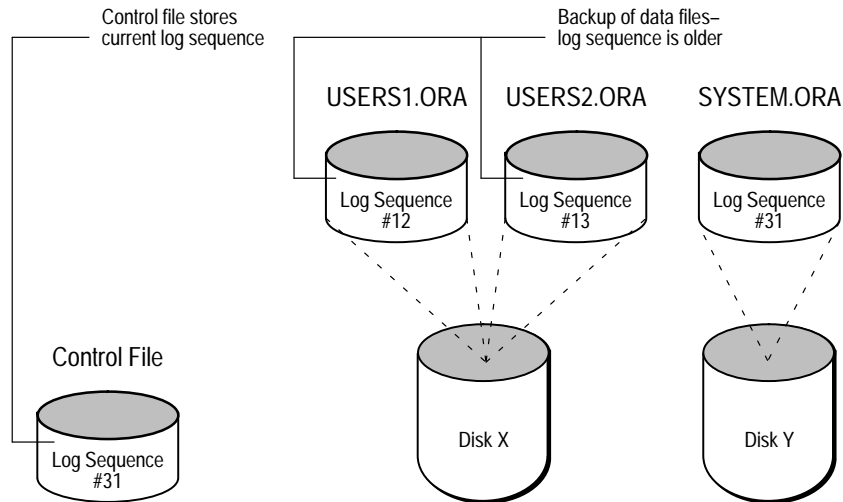 Control file stores
current log sequence
Backup of data files–
log sequence is older
USERS1.ORA
USERS2.ORA
SYSTEM.ORA
Log Sequence
#12
Log Sequence
#13
Log Sequence
#31
Control File
Log Sequence
#31
Disk X
Disk Y